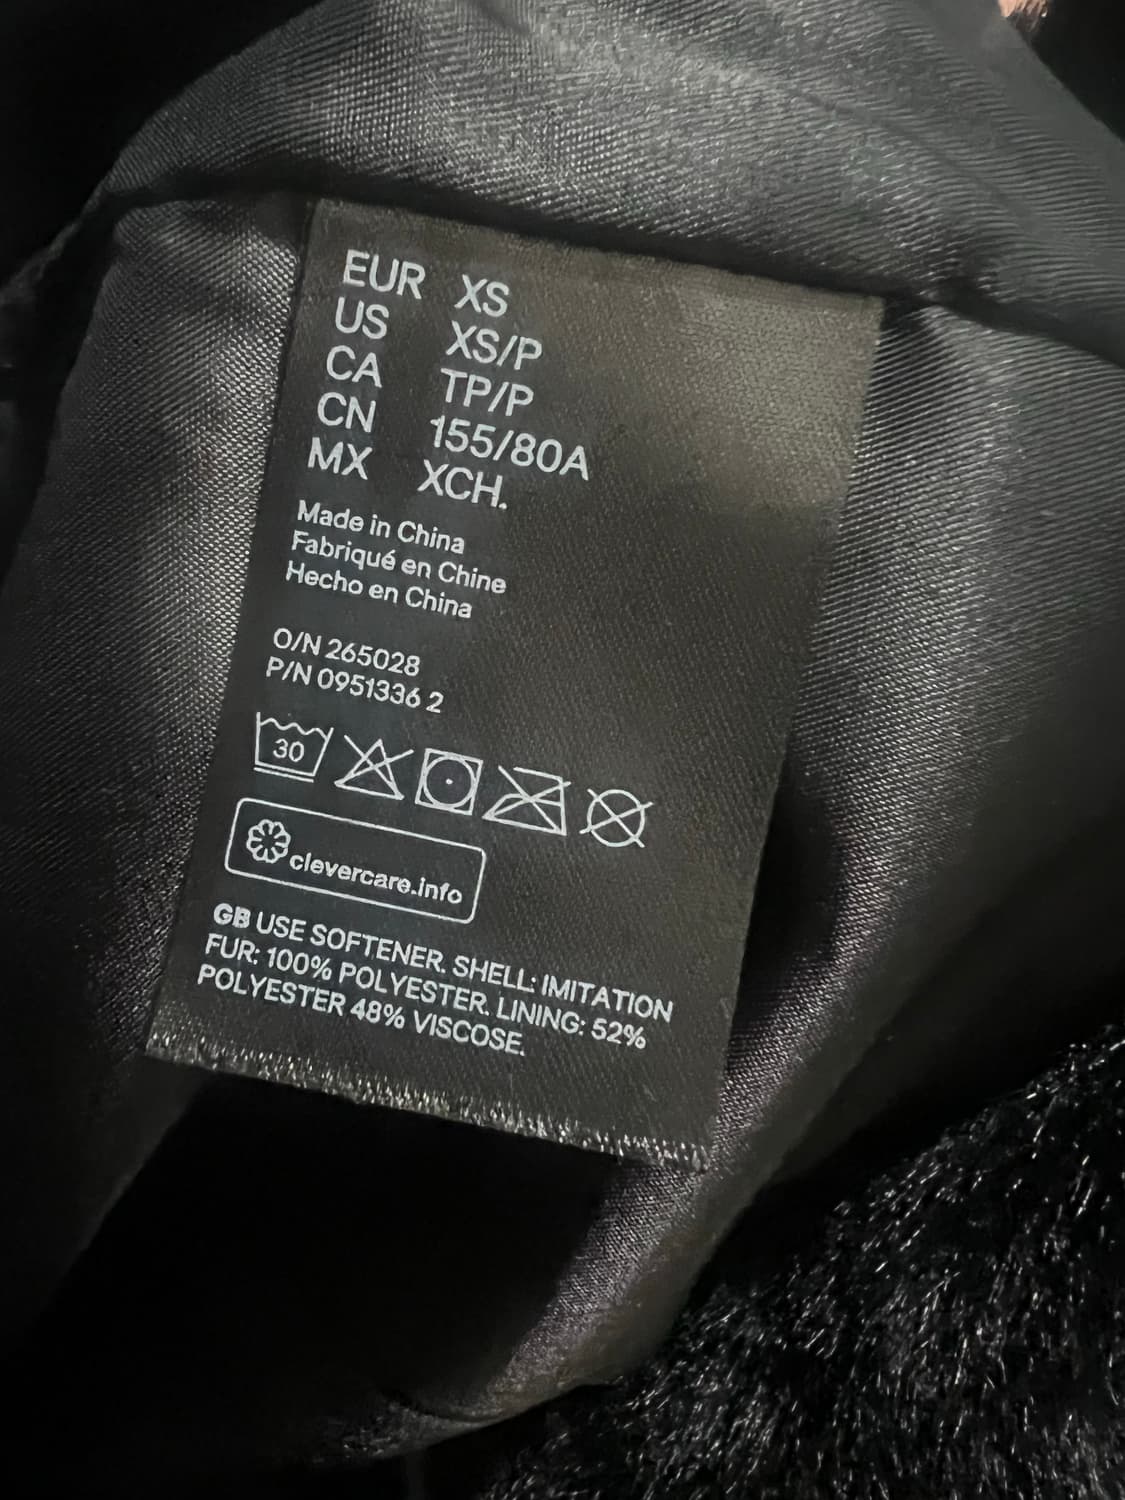 EUR XS
US XS/P
CA TP/P
CN 155/80A
MX XCH.
Made in China
Fabriqué en Chine
Hecho en China
O/N 265028
P/N 0951336 2
30
clevercare.info
GB USE SOFTENER. SHELL: IMITATION
FUR: 100% POLYESTER. LINING: 52%
POLYESTER 48% VISCOSE.